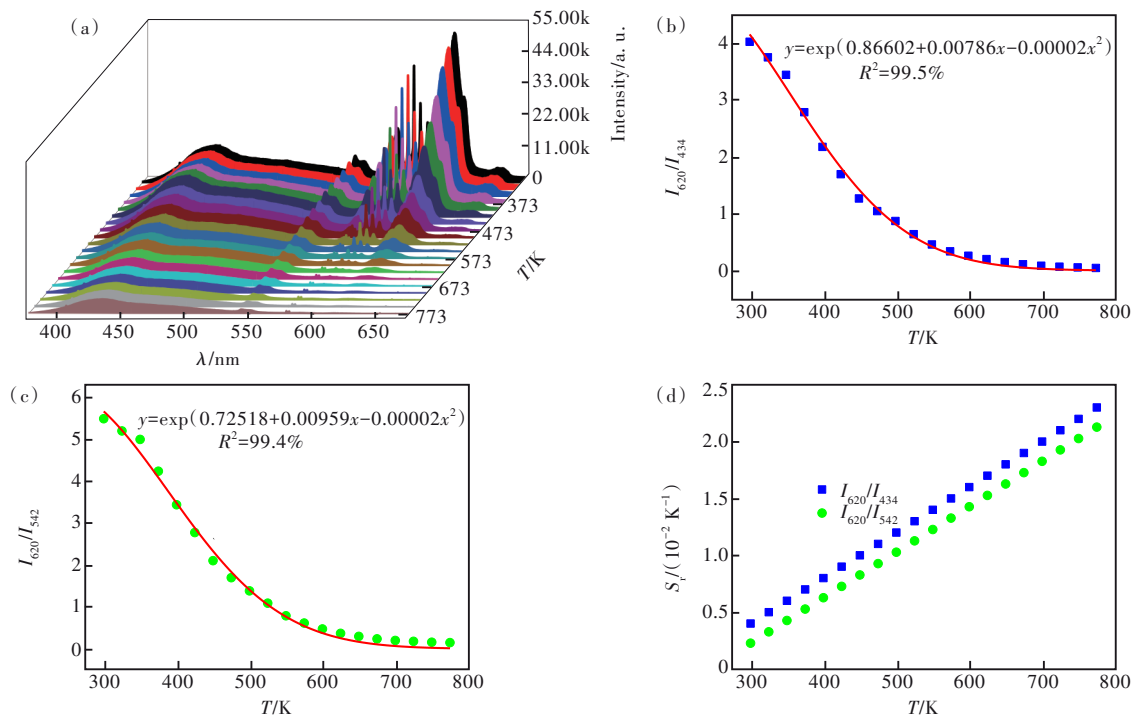 (a)
55.00k
44.00k
33.00k
22.00k
11.00k
0
Intensity/a. u.
373
473
573
673
773
T/K
400 450 500 550 600 650
λ/nm
(b)
y=exp(0.86602+0.00786x−0.00002x²)
R²=99.5%
4
3
2
1
0
I₆₂₀/I₄₃₄
300 400 500 600 700 800
T/K
(c)
y=exp(0.72518+0.00959x−0.00002x²)
R²=99.4%
6
5
4
3
2
1
0
I₆₂₀/I₅₄₂
300 400 500 600 700 800
T/K
(d)
2.5
2.0
1.5
1.0
0.5
0
Sᵣ/(10⁻² K⁻¹)
I₆₂₀/I₄₃₄
I₆₂₀/I₅₄₂
300 400 500 600 700 800
T/K